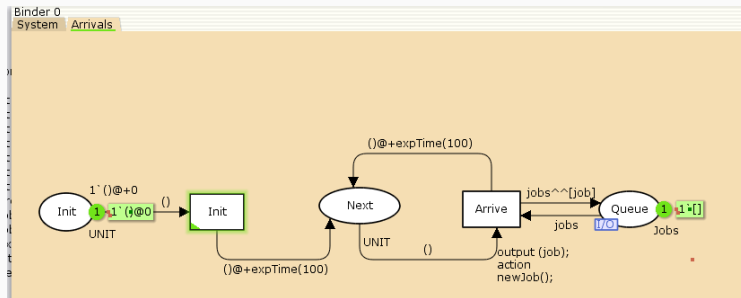 Binder 0
System Arrivals
()@+expTime(100)
1`()@+0
jobs^^[job]
()
Init
1
1`()@0
Init
Next
Arrive
Queue
1
1`[]
jobs
I/O
UNIT
Jobs
UNIT
()
output (job);
action
newJob();
()@+expTime(100)